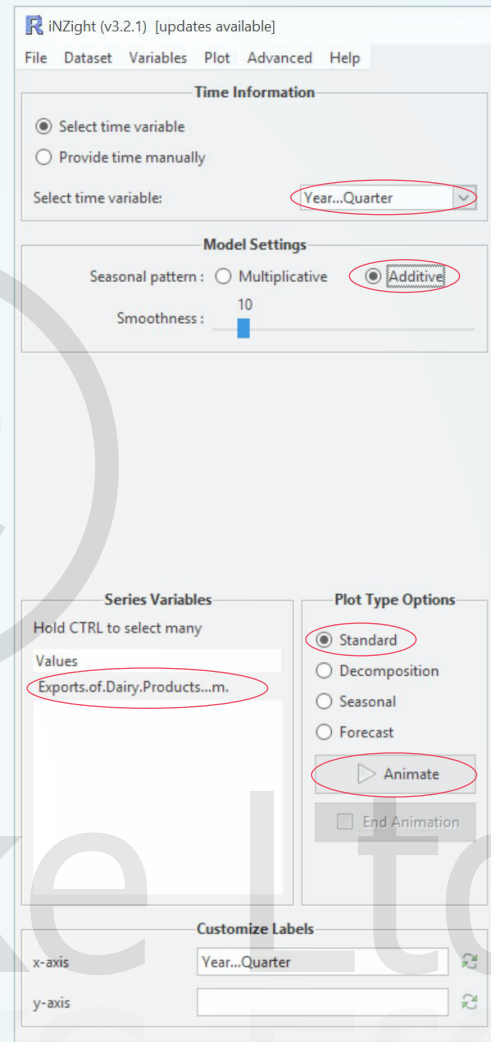 iNZight (v3.2.1) [updates available]
File Dataset Variables Plot Advanced Help
Time Information
Select time variable
Provide time manually
Select time variable: Year...Quarter
Model Settings
Seasonal pattern : Multiplicative Additive
10
Smoothness :
Series Variables
Hold CTRL to select many
Values
Exports.of.Dairy.Products...m.
Plot Type Options
Standard
Decomposition
Seasonal
Forecast
Animate
End Animation
Customize Labels
x-axis Year...Quarter
y-axis